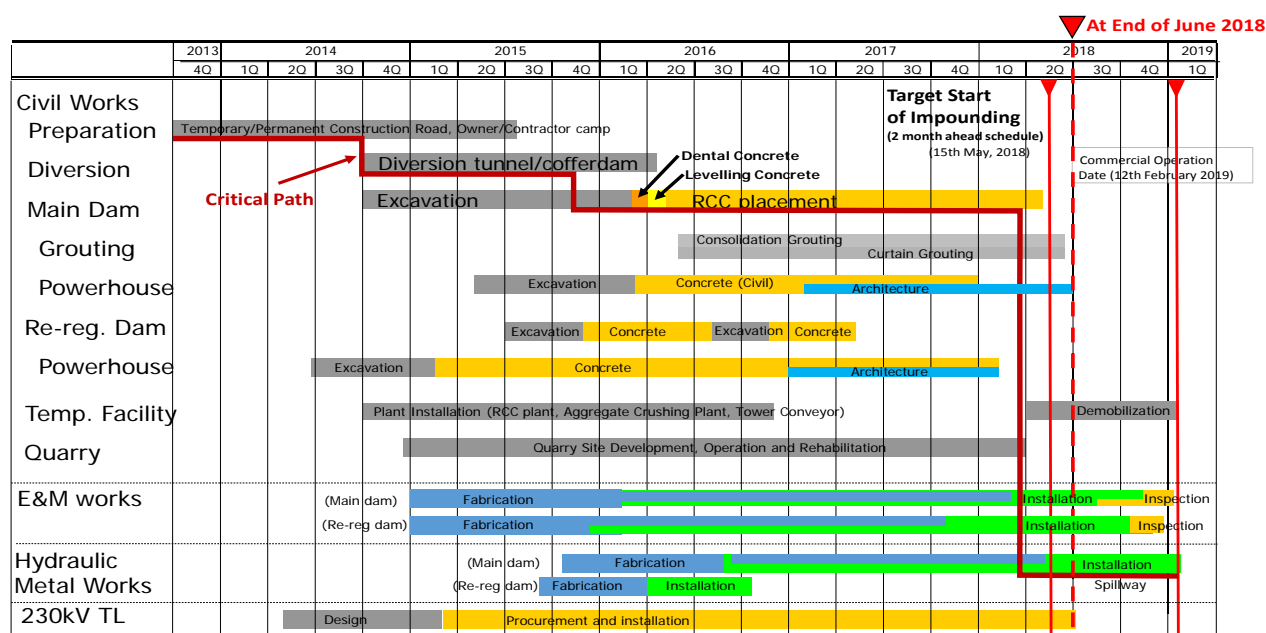 At End of June 2018
2013 2014 2015 2016 2017 2018 2019
4Q 1Q 2Q 3Q 4Q 1Q 2Q 3Q 4Q 1Q 2Q 3Q 4Q 1Q 2Q 3Q 4Q 1Q 2Q 3Q 4Q 1Q
Civil Works
Target Start
of Impounding
(2 month ahead schedule)
(15th May, 2018)
Preparation
Temporary/Permanent Construction Road, Owner/Contractor camp
Diversion
Diversion tunnel/cofferdam
Dental Concrete
Levelling Concrete
Commercial Operation
Date (12th February 2019)
Critical Path
Main Dam
Excavation
RCC placement
Grouting
Consolidation Grouting
Curtain Grouting
Powerhouse
Excavation
Concrete (Civil)
Architecture
Re-reg. Dam
Excavation
Concrete
Excavation
Concrete
Powerhouse
Excavation
Concrete
Architecture
Temp. Facility
Plant Installation (RCC plant, Aggregate Crushing Plant, Tower Conveyor)
Demobilization
Quarry
Quarry Site Development, Operation and Rehabilitation
E&M works
(Main dam)
Fabrication
Installation
Inspection
(Re-reg dam)
Fabrication
Installation
Inspection
Hydraulic
Metal Works
(Main dam)
Fabrication
Installation
(Re-reg dam)
Fabrication
Installation
Spillway
230kV TL
Design
Procurement and installation